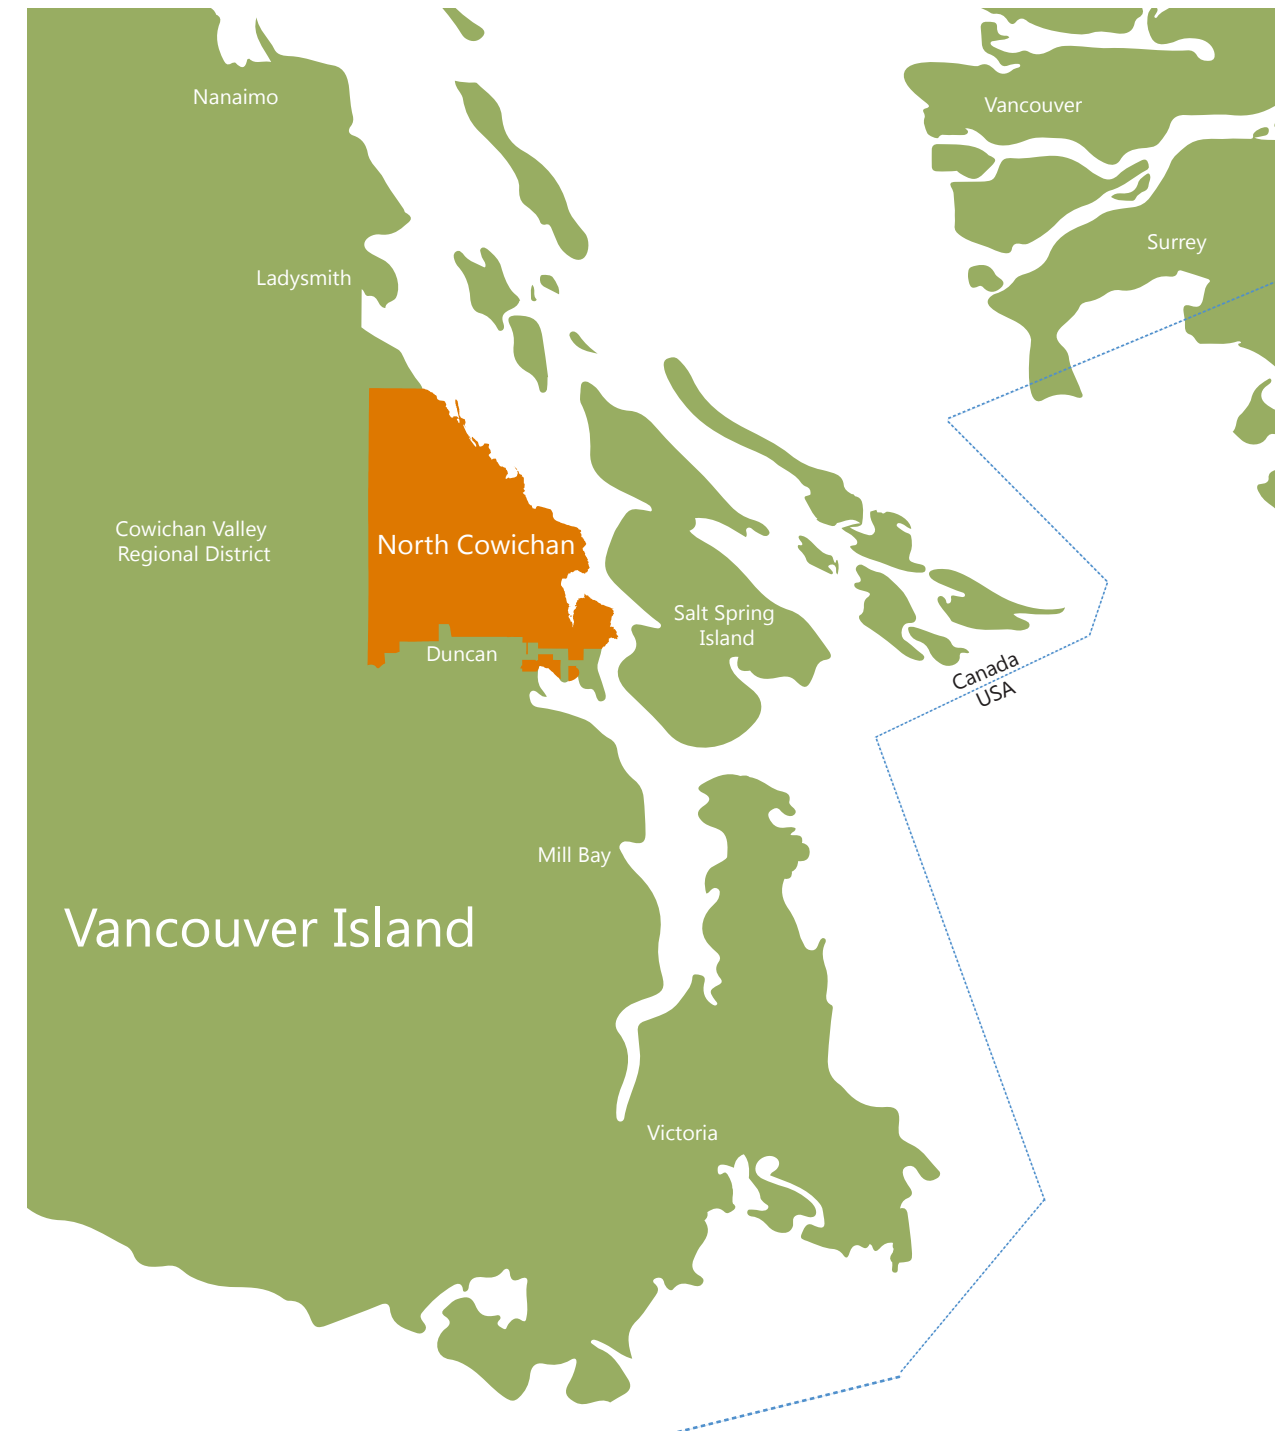 Nanaimo
Vancouver
Surrey
Ladysmith
Cowichan Valley
Regional District
North Cowichan
Salt Spring
Island
Duncan
Canada
USA
Mill Bay
Vancouver Island
Victoria